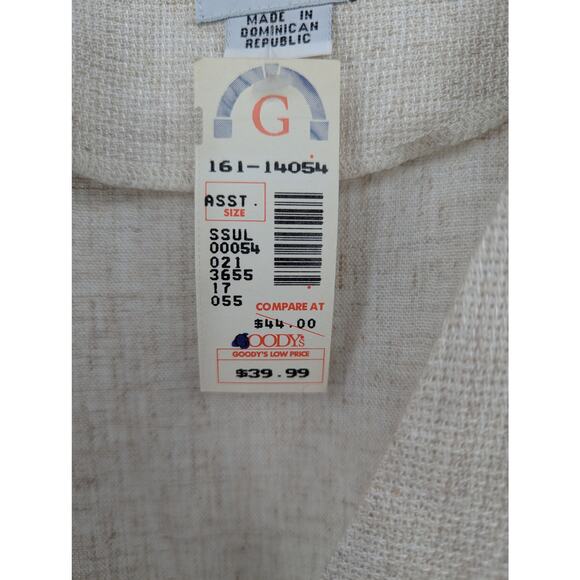 MADE IN
DOMINICAN
REPUBLIC
G
161-14054
ASST.
SIZE
SSUL
00054
021
3655
17
055
COMPARE AT
$44.00
GOODY'S
GOODY'S LOW PRICE
$39.99